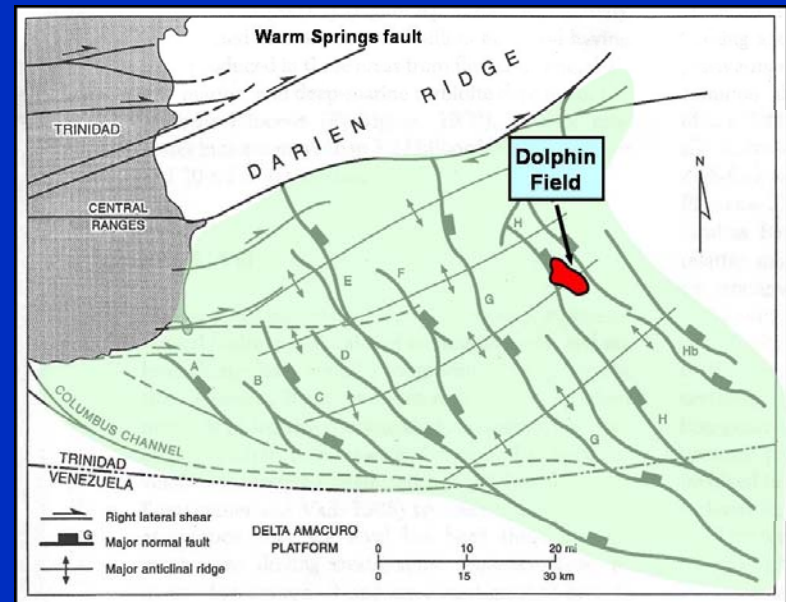 Warm Springs fault
DARIEN RIDGE
TRINIDAD
Dolphin
Field
N
CENTRAL
RANGES
H
F
E
G
D
Hb
A
B
C
G
H
COLUMBUS CHANNEL
TRINIDAD
VENEZUELA
Right lateral shear
G
Major normal fault
Major anticlinal ridge
DELTA AMACURO
PLATFORM
0 10 20 mi
0 15 30 km